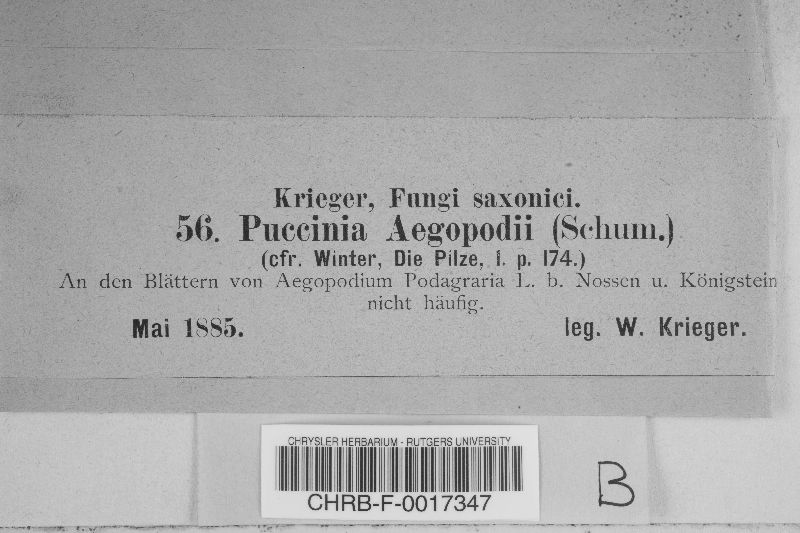 Krieger, Fungi saxonici.
56. Puccinia Aegopodii (Schum.)
(cfr. Winter, Die Pilze, I. p. 174.)
An den Blättern von Aegopodium Podagraria L. b. Nossen u. Königstein
nicht häufig.
Mai 1885. leg. W. Krieger.
CHRYSLER HERBARIUM - RUTGERS UNIVERSITY
CHRB-F-0017347
B